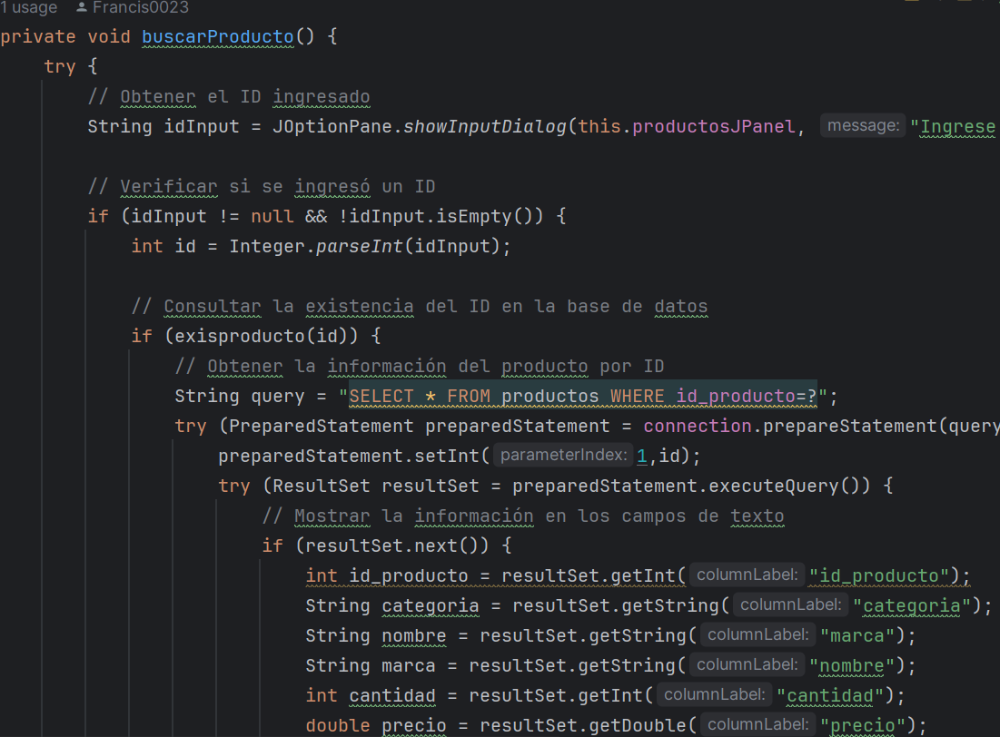 1 usage Francis0023
private void buscarProducto() {
try {
// Obtener el ID ingresado
String idInput = JOptionPane.showInputDialog(this.productosJPanel, message: "Ingrese
// Verificar si se ingresó un ID
if (idInput != null && !idInput.isEmpty()) {
int id = Integer.parseInt(idInput);
// Consultar la existencia del ID en la base de datos
if (exisproducto(id)) {
// Obtener la información del producto por ID
String query = "SELECT * FROM productos WHERE id_producto=?";
try (PreparedStatement preparedStatement = connection.prepareStatement(query
preparedStatement.setInt( parameterIndex: 1,id);
try (ResultSet resultSet = preparedStatement.executeQuery()) {
// Mostrar la información en los campos de texto
if (resultSet.next()) {
int id_producto = resultSet.getInt( columnLabel: "id_producto");
String categoria = resultSet.getString( columnLabel: "categoria");
String nombre = resultSet.getString( columnLabel: "marca");
String marca = resultSet.getString( columnLabel: "nombre");
int cantidad = resultSet.getInt( columnLabel: "cantidad");
double precio = resultSet.getDouble( columnLabel: "precio");